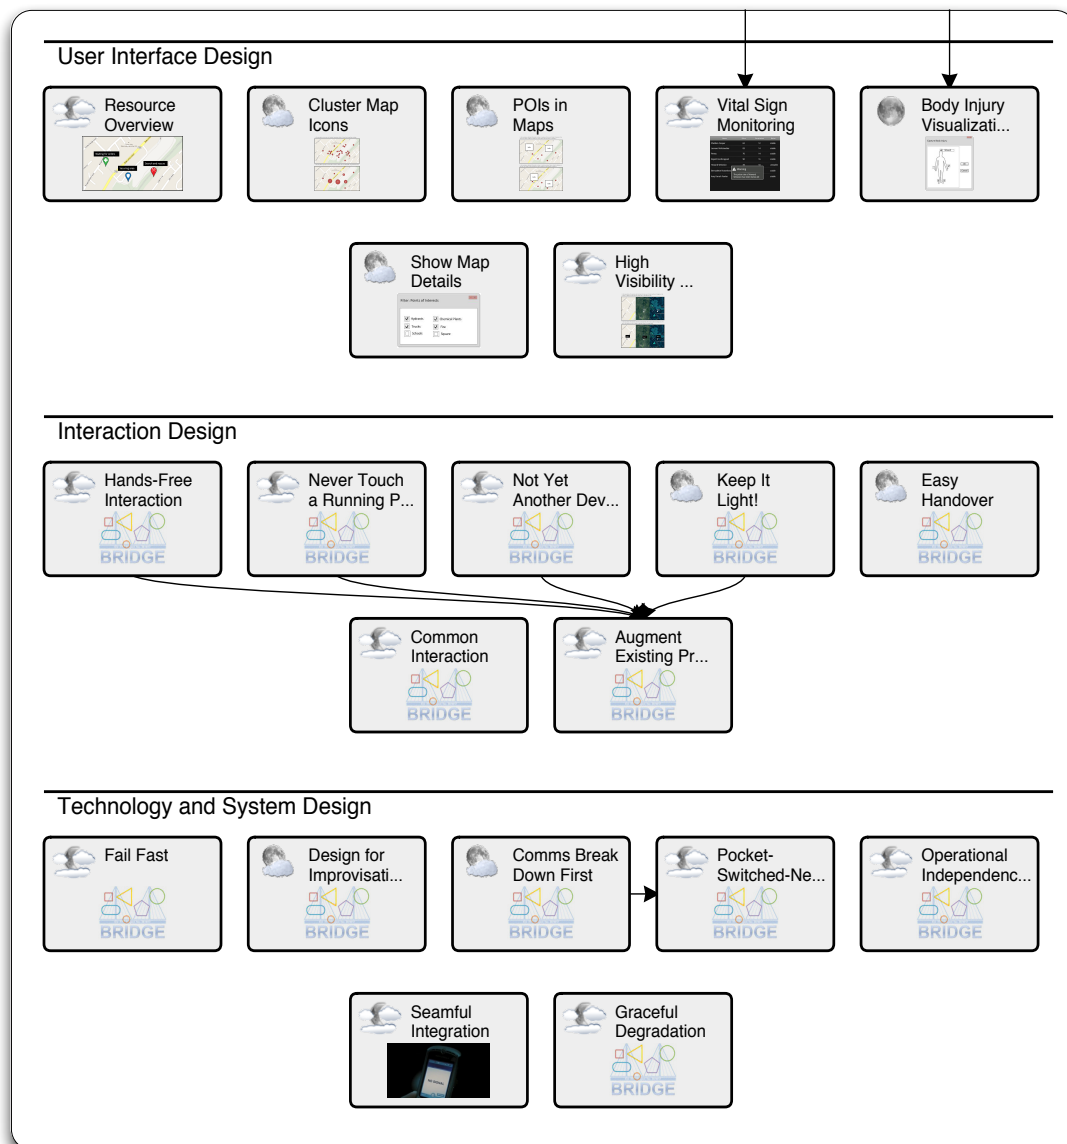 User Interface Design
Resource
Overview
Cluster Map
Icons
POIs in
Maps
Vital Sign
Monitoring
Body Injury
Visualizati...
Show Map
Details
High
Visibility ...
Interaction Design
Hands-Free
Interaction
BRIDGE
Never Touch
a Running P...
BRIDGE
Not Yet
Another Dev...
BRIDGE
Keep It
Light!
BRIDGE
Easy
Handover
BRIDGE
Common
Interaction
BRIDGE
Augment
Existing Pr...
BRIDGE
Technology and System Design
Fail Fast
BRIDGE
Design for
Improvisati...
BRIDGE
Comms Break
Down First
BRIDGE
Pocket-
Switched-Ne...
BRIDGE
Operational
Independenc...
BRIDGE
Seamful
Integration
Graceful
Degradation
BRIDGE